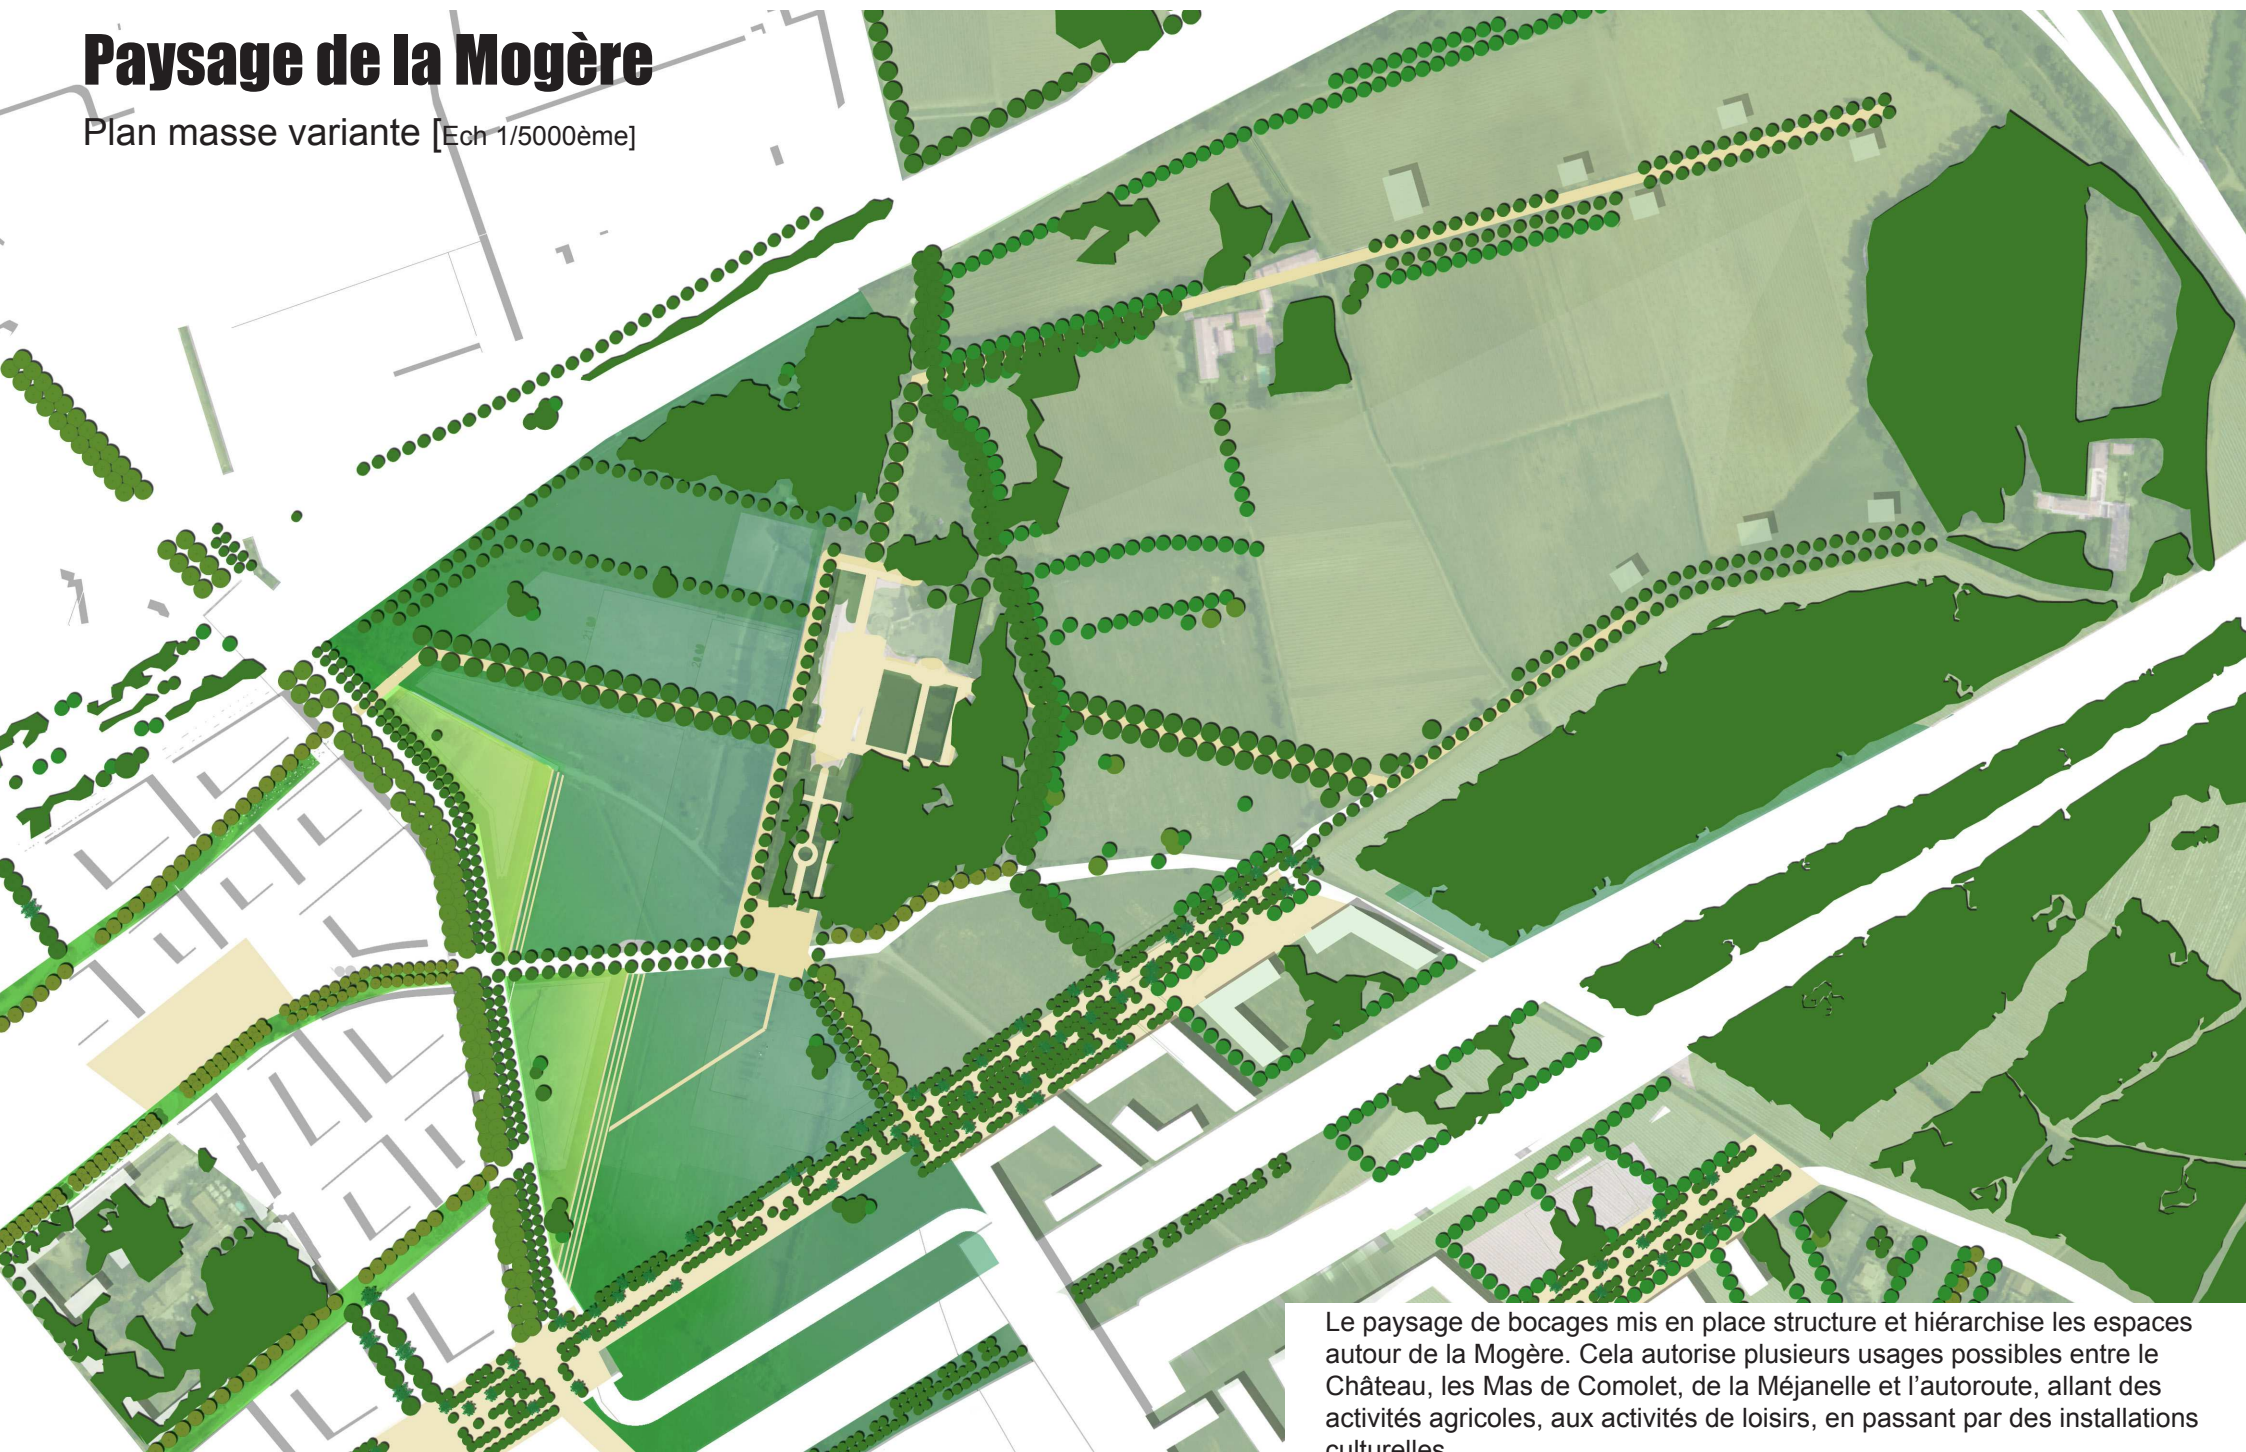 Paysage de la Mogère
Plan masse variante [Ech 1/5000ème]
Le paysage de bocages mis en place structure et hiérarchise les espaces
autour de la Mogère. Cela autorise plusieurs usages possibles entre le
Château, les Mas de Comolet, de la Méjanelle et l’autoroute, allant des
activités agricoles, aux activités de loisirs, en passant par des installations
culturelles